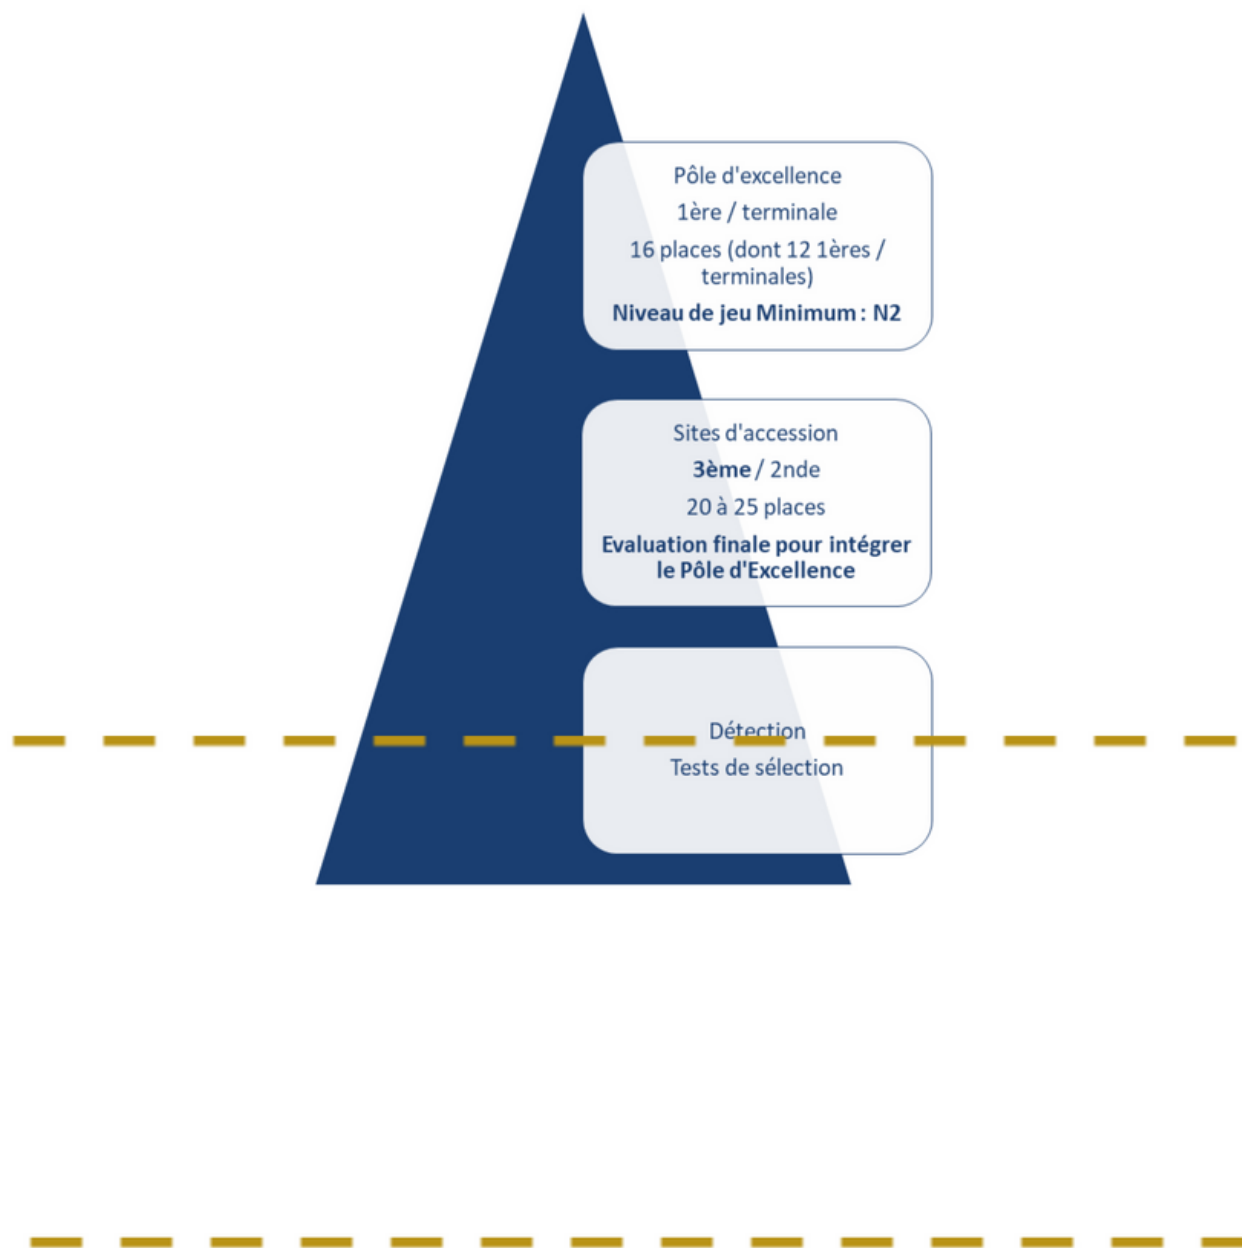 Pôle d'excellence
1ère / terminale
16 places (dont 12 1ères /
terminales)
Niveau de jeu Minimum : N2
Sites d'accession
3ème / 2nde
20 à 25 places
Evaluation finale pour intégrer
le Pôle d'Excellence
Détection
Tests de sélection